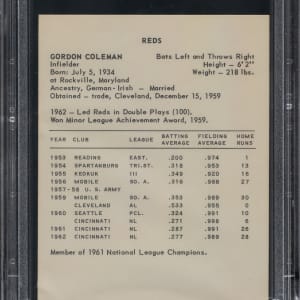 REDS
GORDON COLEMAN Bats Left and Throws Right
Infielder Height — 6'2"
Born: July 5, 1934 Weight — 218 lbs.
at Rockville, Maryland
Ancestry, German-Irish — Married
Obtained — trade, Cleveland, December 15, 1959
1962 — Led Reds in Double Plays (100).
Won Minor League Achievement Award, 1959.
YEAR CLUB LEAGUE BATTING AVERAGE FIELDING AVERAGE HOME RUNS
1953 READING EAST. .200 .974 1
1954 SPARTANBURG TRI.ST. .318 .953 13
1955 KEOKUK III .349 .920 16
1956 MOBILE SO. A. .316 .988 27
1957-58 U. S. ARMY
1959 MOBILE SO. A. .353 .989 30
CLEVELAND AL .533 .955 0
1960 SEATTLE PCL. .324 .991 10
CINCINNATI NL .271 .998 6
1961 CINCINNATI NL .287 .991 26
1962 CINCINNATI NL .277 .989 28
Member of 1961 National League Champions.